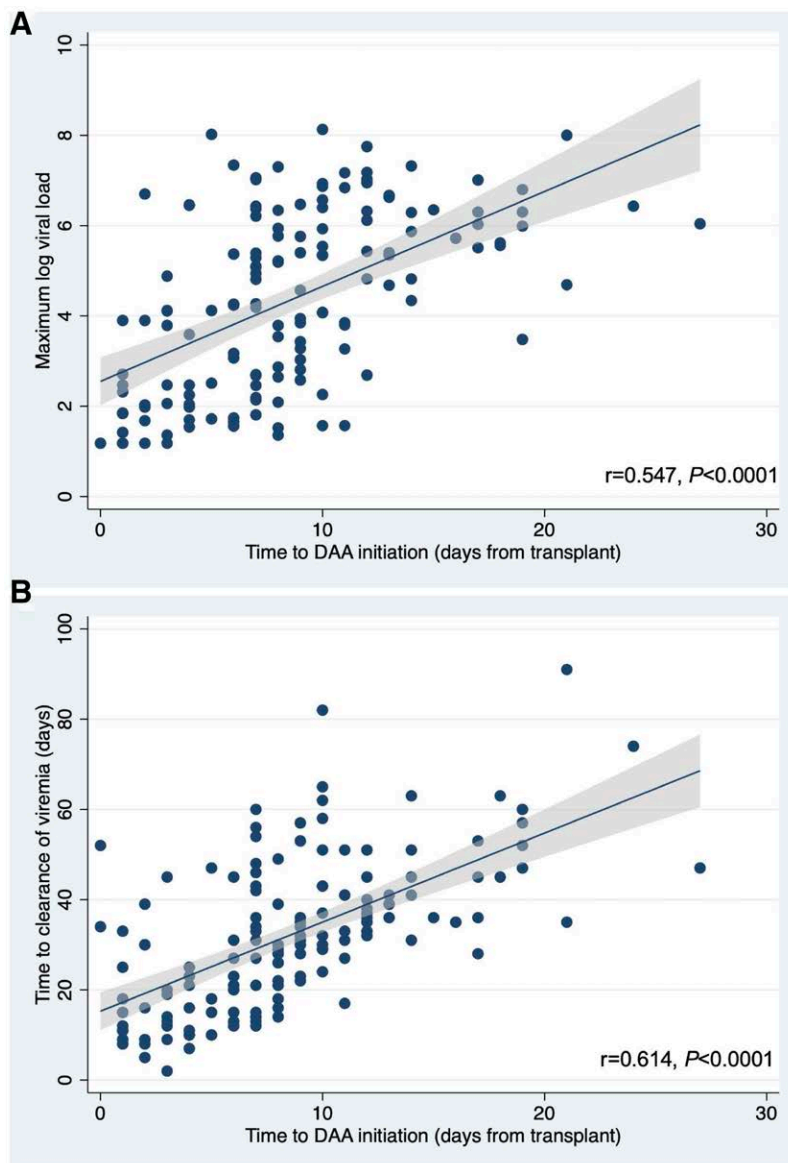 A
10
8
6
4
2
0
Maximum log viral load
r=0.547, P<0.0001
0 10 20 30
Time to DAA initiation (days from transplant)
B
100
80
60
40
20
0
Time to clearance of viremia (days)
r=0.614, P<0.0001
0 10 20 30
Time to DAA initiation (days from transplant)